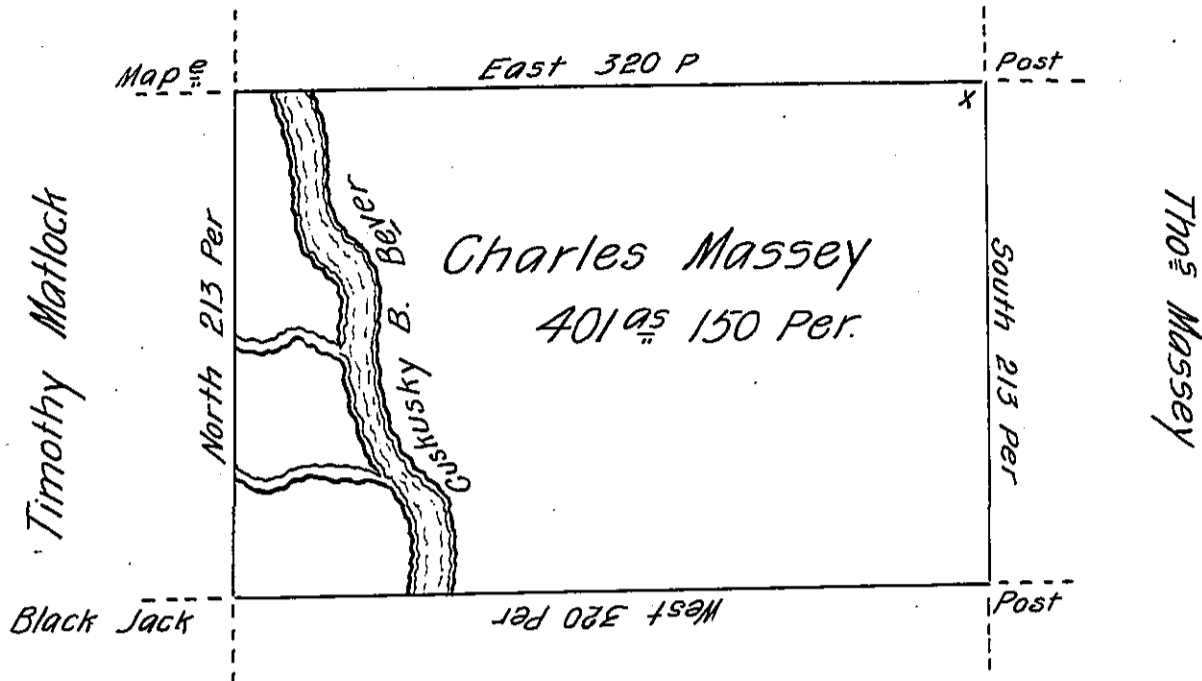 Map e
East 320 P
Post
x
Timothy Matlock
North 213 Per
Cuskusky B. Bever
Charles Massey
401 as 150 Per.
South 213 Per
Thos Massey
Black Jack
West 320 Per
Post